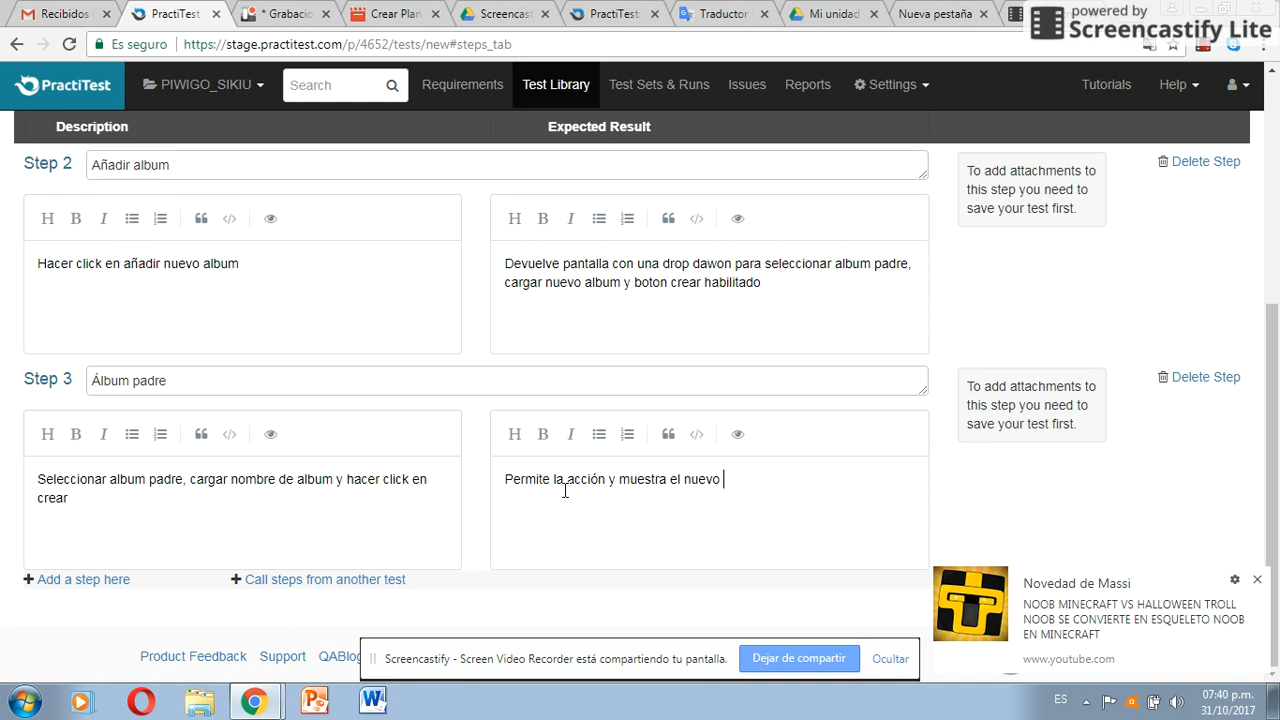 Recibidos
PractiTest
Grabacio
Crear Plan
Screencast
PractiTest
Traductor
Mi unidad
Nueva pestaña
powered by
Screencastify Lite
Es seguro
https://stage.practitest.com/p/4652/tests/new#steps_tab
PractiTest
PIWIGO_SIKIU
Search
Requirements
Test Library
Test Sets & Runs
Issues
Reports
Settings
Tutorials
Help
Description
Expected Result
Step 2
Añadir album
To add attachments to
this step you need to
save your test first.
Delete Step
H B I
H B I
Hacer click en añadir nuevo album
Devuelve pantalla con una drop dawon para seleccionar album padre,
cargar nuevo album y boton crear habilitado
Step 3
Álbum padre
To add attachments to
this step you need to
save your test first.
Delete Step
H B I
H B I
Seleccionar album padre, cargar nombre de album y hacer click en
crear
Permite la acción y muestra el nuevo
Add a step here
Call steps from another test
Novedad de Massi
NOOB MINECRAFT VS HALLOWEEN TROLL
NOOB SE CONVIERTE EN ESQUELETO NOOB
EN MINECRAFT
www.youtube.com
Product Feedback
Support
QABlog
Screencastify - Screen Video Recorder está compartiendo tu pantalla.
Dejar de compartir
Ocultar
ES
07:40 p.m.
31/10/2017